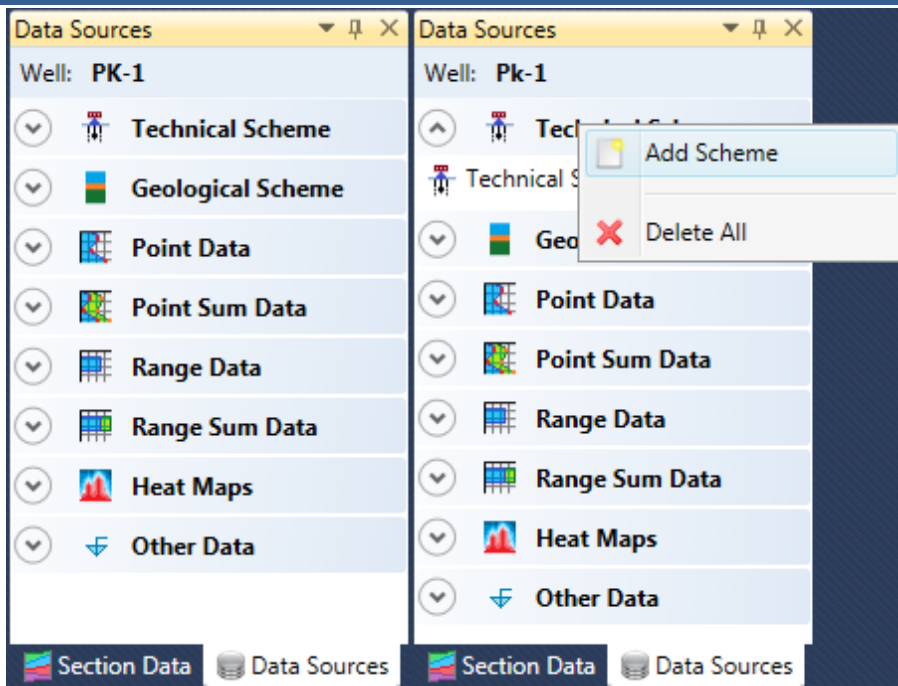 Data Sources
Well: PK-1
Technical Scheme
Geological Scheme
Point Data
Point Sum Data
Range Data
Range Sum Data
Heat Maps
Other Data
Section Data
Data Sources
Data Sources
Well: Pk-1
Technical
Add Scheme
Delete All
Point Data
Point Sum Data
Range Data
Range Sum Data
Heat Maps
Other Data
Section Data
Data Sources